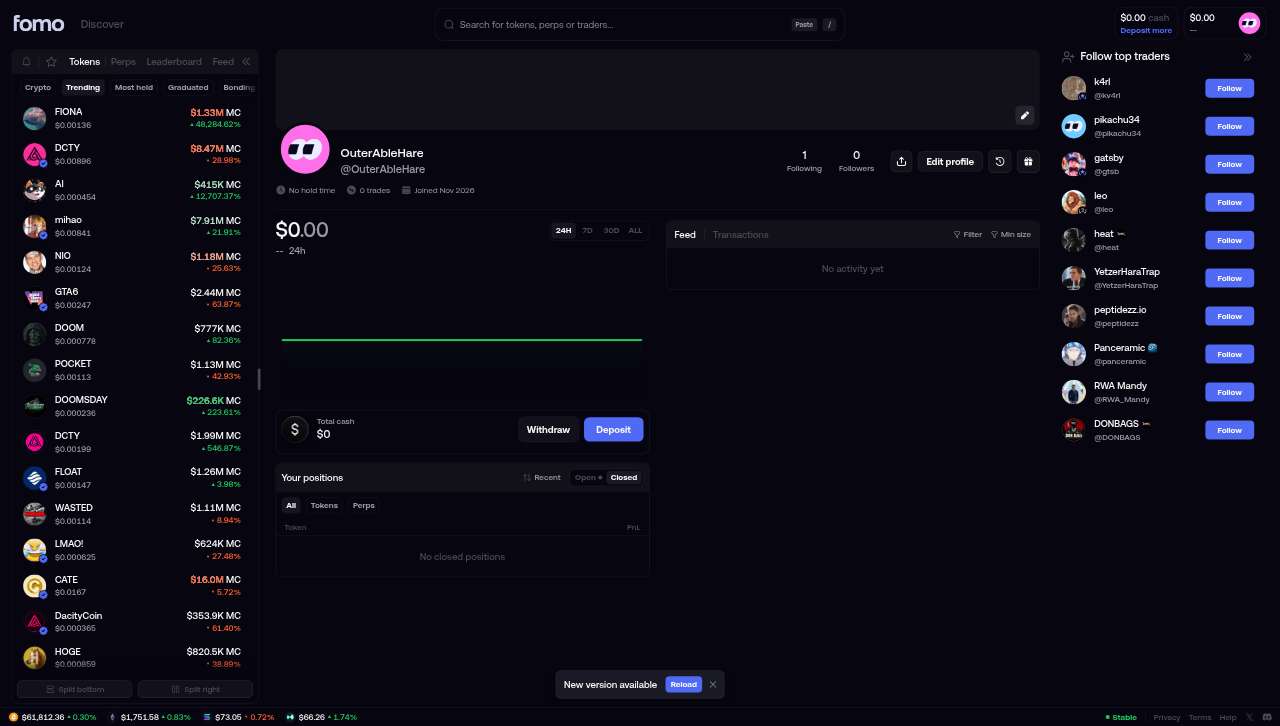 fomo Discover
Search for tokens, perps or traders... Paste /
$0.00 cash
Deposit more
$0.00
--
Tokens Perps Leaderboard Feed
Crypto Trending Most held Graduated Bonding
FIONA $1.33M MC
$0.00136 48,284.62%
DCTY $8.47M MC
$0.00896 28.98%
AI $415K MC
$0.000454 12,707.37%
mihao $7.91M MC
$0.00841 21.91%
NIO $1.18M MC
$0.00124 25.63%
GTA6 $2.44M MC
$0.00247 63.87%
DOOM $777K MC
$0.000778 82.36%
POCKET $1.13M MC
$0.00113 42.93%
DOOMSDAY $226.6K MC
$0.000236 223.61%
DCTY $1.99M MC
$0.00199 546.87%
FLOAT $1.26M MC
$0.00147 3.98%
WASTED $1.11M MC
$0.00114 8.94%
LMAO! $624K MC
$0.000625 27.48%
CATE $16.0M MC
$0.0167 5.72%
DacityCoin $353.9K MC
$0.000365 61.40%
HOGE $820.5K MC
$0.000859 38.89%
Split bottom Split right
OuterAbleHare
@OuterAbleHare
1 Following
0 Followers
Edit profile
No hold time 0 trades Joined Nov 2026
$0.00
-- 24h
24H 7D 30D ALL
Total cash
$0
Withdraw Deposit
Your positions Recent Open Closed
All Tokens Perps
Token PnL
No closed positions
Feed Transactions Filter Min size
No activity yet
Follow top traders
k4rl
@kv4rl
Follow
pikachu34
@pikachu34
Follow
gatsby
@gtsb
Follow
leo
@leo
Follow
heat
@heat
Follow
YetzerHaraTrap
@YetzerHaraTrap
Follow
peptidezz.io
@peptidezz
Follow
Panceramic
@panceramic
Follow
RWA Mandy
@RWA_Mandy
Follow
DONBAGS
@DONBAGS
Follow
New version available Reload
$61,812.36 0.30% $1,751.58 0.83% $73.05 0.72% $66.26 1.74%
Stable Privacy Terms Help